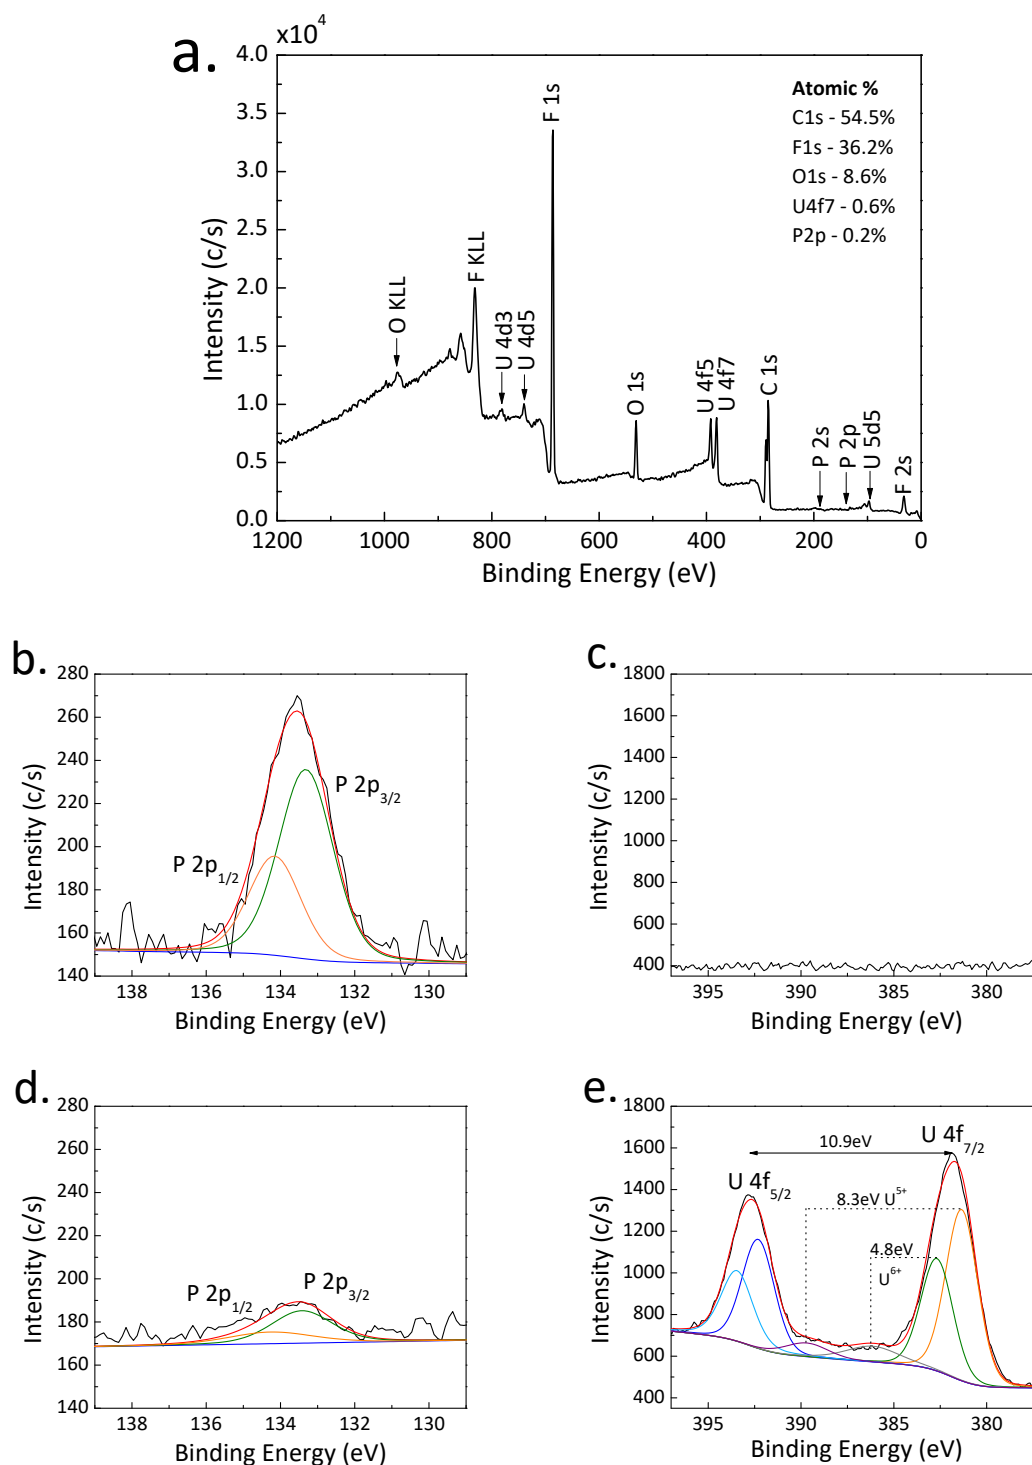 a.
x10⁴
4.0
3.5
3.0
2.5
2.0
1.5
1.0
0.5
0.0
Intensity (c/s)
1200 1000 800 600 400 200 0
Binding Energy (eV)
O KLL
F KLL
U 4d3
U 4d5
F 1s
O 1s
U 4f5
U 4f7
C 1s
P 2s
P 2p
U 5d5
F 2s
Atomic %
C1s - 54.5%
F1s - 36.2%
O1s - 8.6%
U4f7 - 0.6%
P2p - 0.2%
b.
280
260
240
220
200
180
160
140
Intensity (c/s)
P 2p3/2
P 2p1/2
138 136 134 132 130
Binding Energy (eV)
c.
1800
1600
1400
1200
1000
800
600
400
Intensity (c/s)
395 390 385 380
Binding Energy (eV)
d.
280
260
240
220
200
180
160
140
Intensity (c/s)
P 2p1/2
P 2p3/2
138 136 134 132 130
Binding Energy (eV)
e.
1800
1600
1400
1200
1000
800
600
400
Intensity (c/s)
U 4f7/2
10.9eV
U 4f5/2
8.3eV U⁵⁺
4.8eV
U⁶⁺
395 390 385 380
Binding Energy (eV)